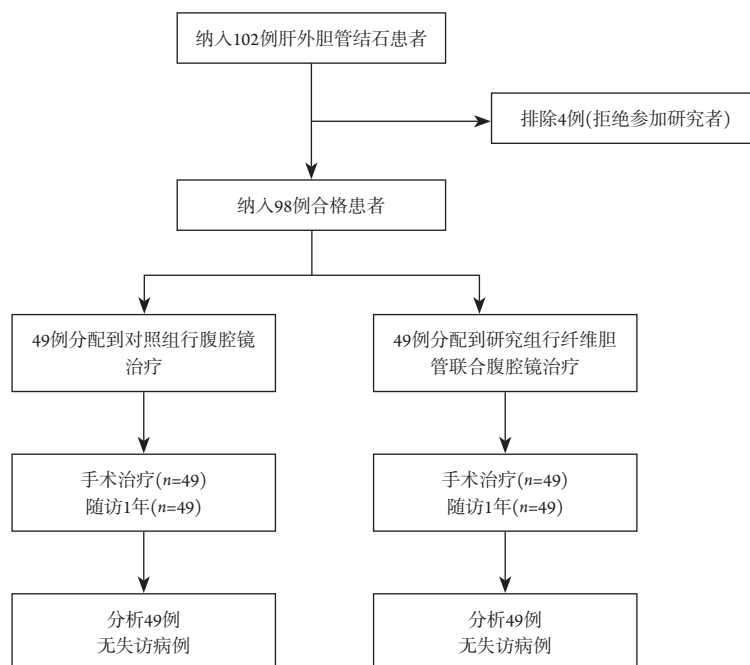 纳入102例肝外胆管结石患者
排除4例(拒绝参加研究者)
纳入98例合格患者
49例分配到对照组行腹腔镜
治疗
49例分配到研究组行纤维胆
管联合腹腔镜治疗
手术治疗(n=49)
随访1年(n=49)
手术治疗(n=49)
随访1年(n=49)
分析49例
无失访病例
分析49例
无失访病例